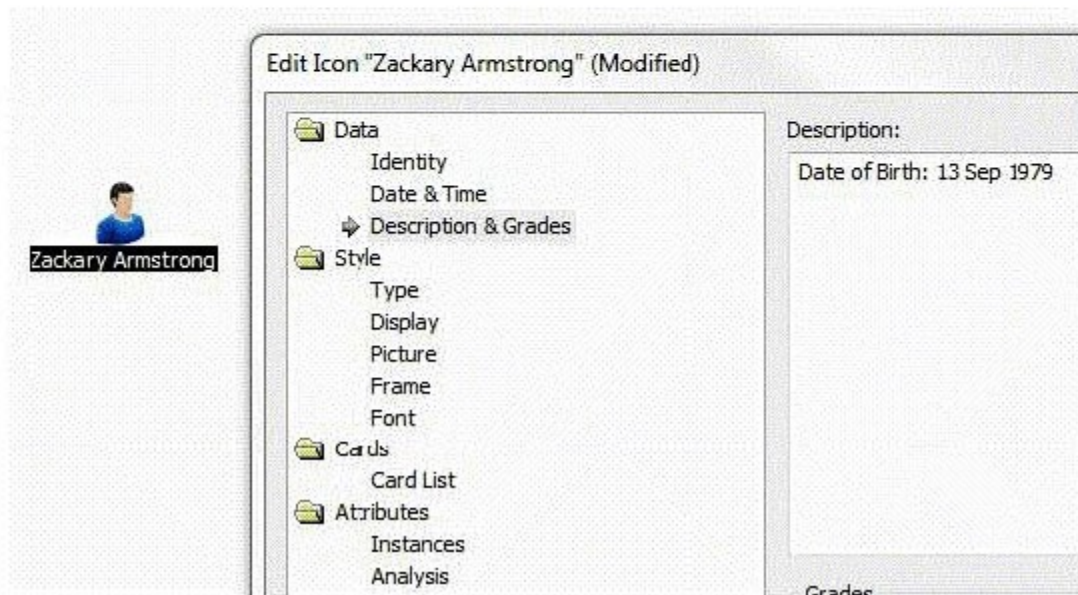 Zackary Armstrong
Edit Icon "Zackary Armstrong" (Modified)
Data
Identity
Date & Time
Description & Grades
Style
Type
Display
Picture
Frame
Font
Cards
Card List
Attributes
Instances
Analysis
Description:
Date of Birth: 13 Sep 1979
Grades